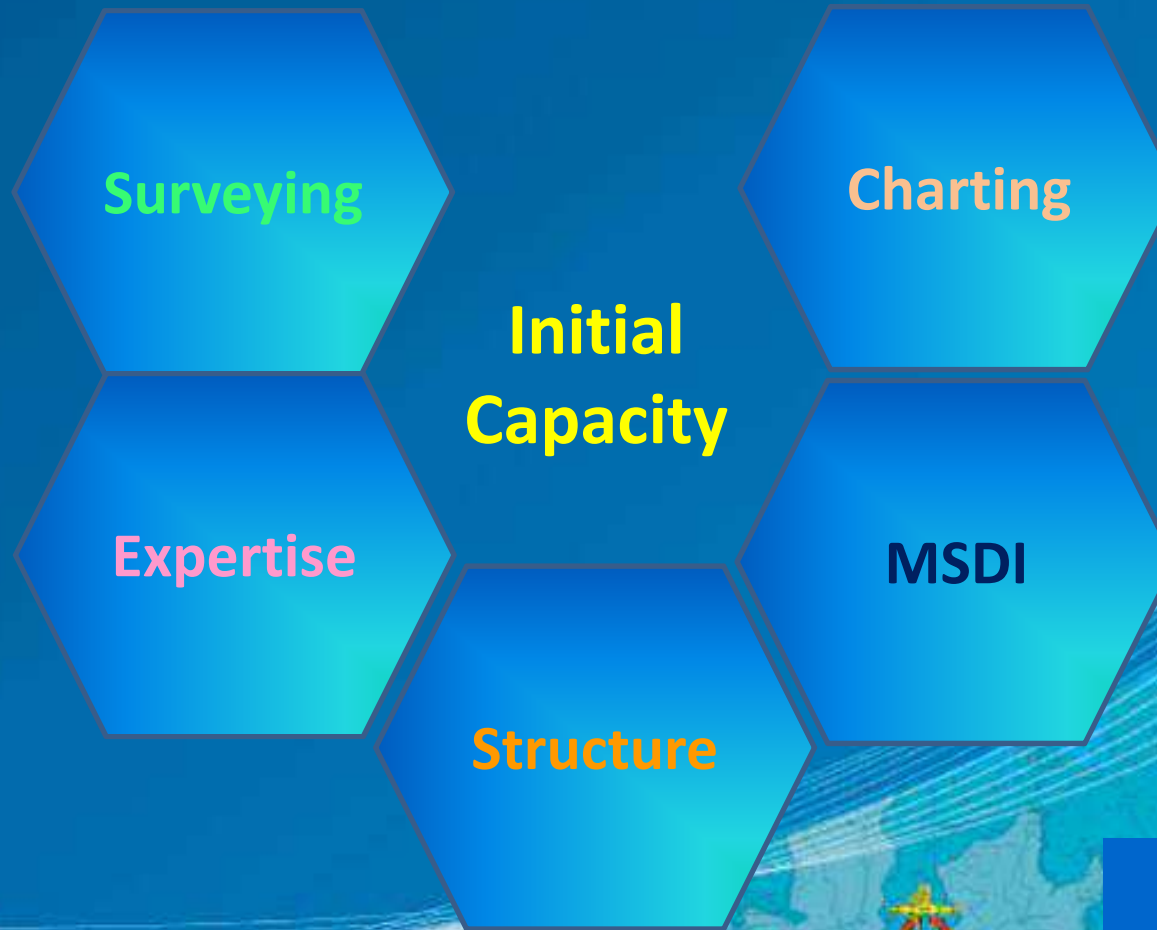 Surveying
Charting
Initial
Capacity
Expertise
MSDI
Structure